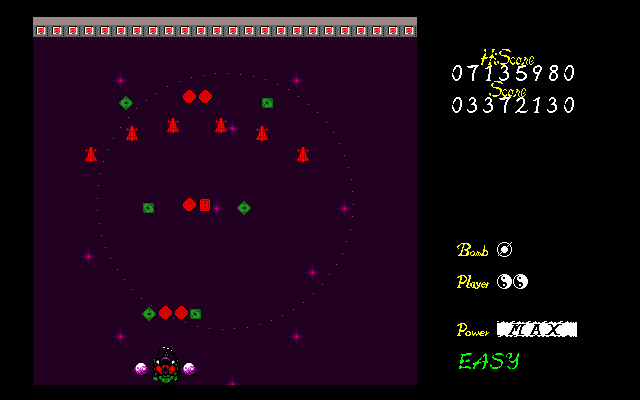 HiScore
07135980
Score
03372130
Bomb
Player
Power MAX
EASY